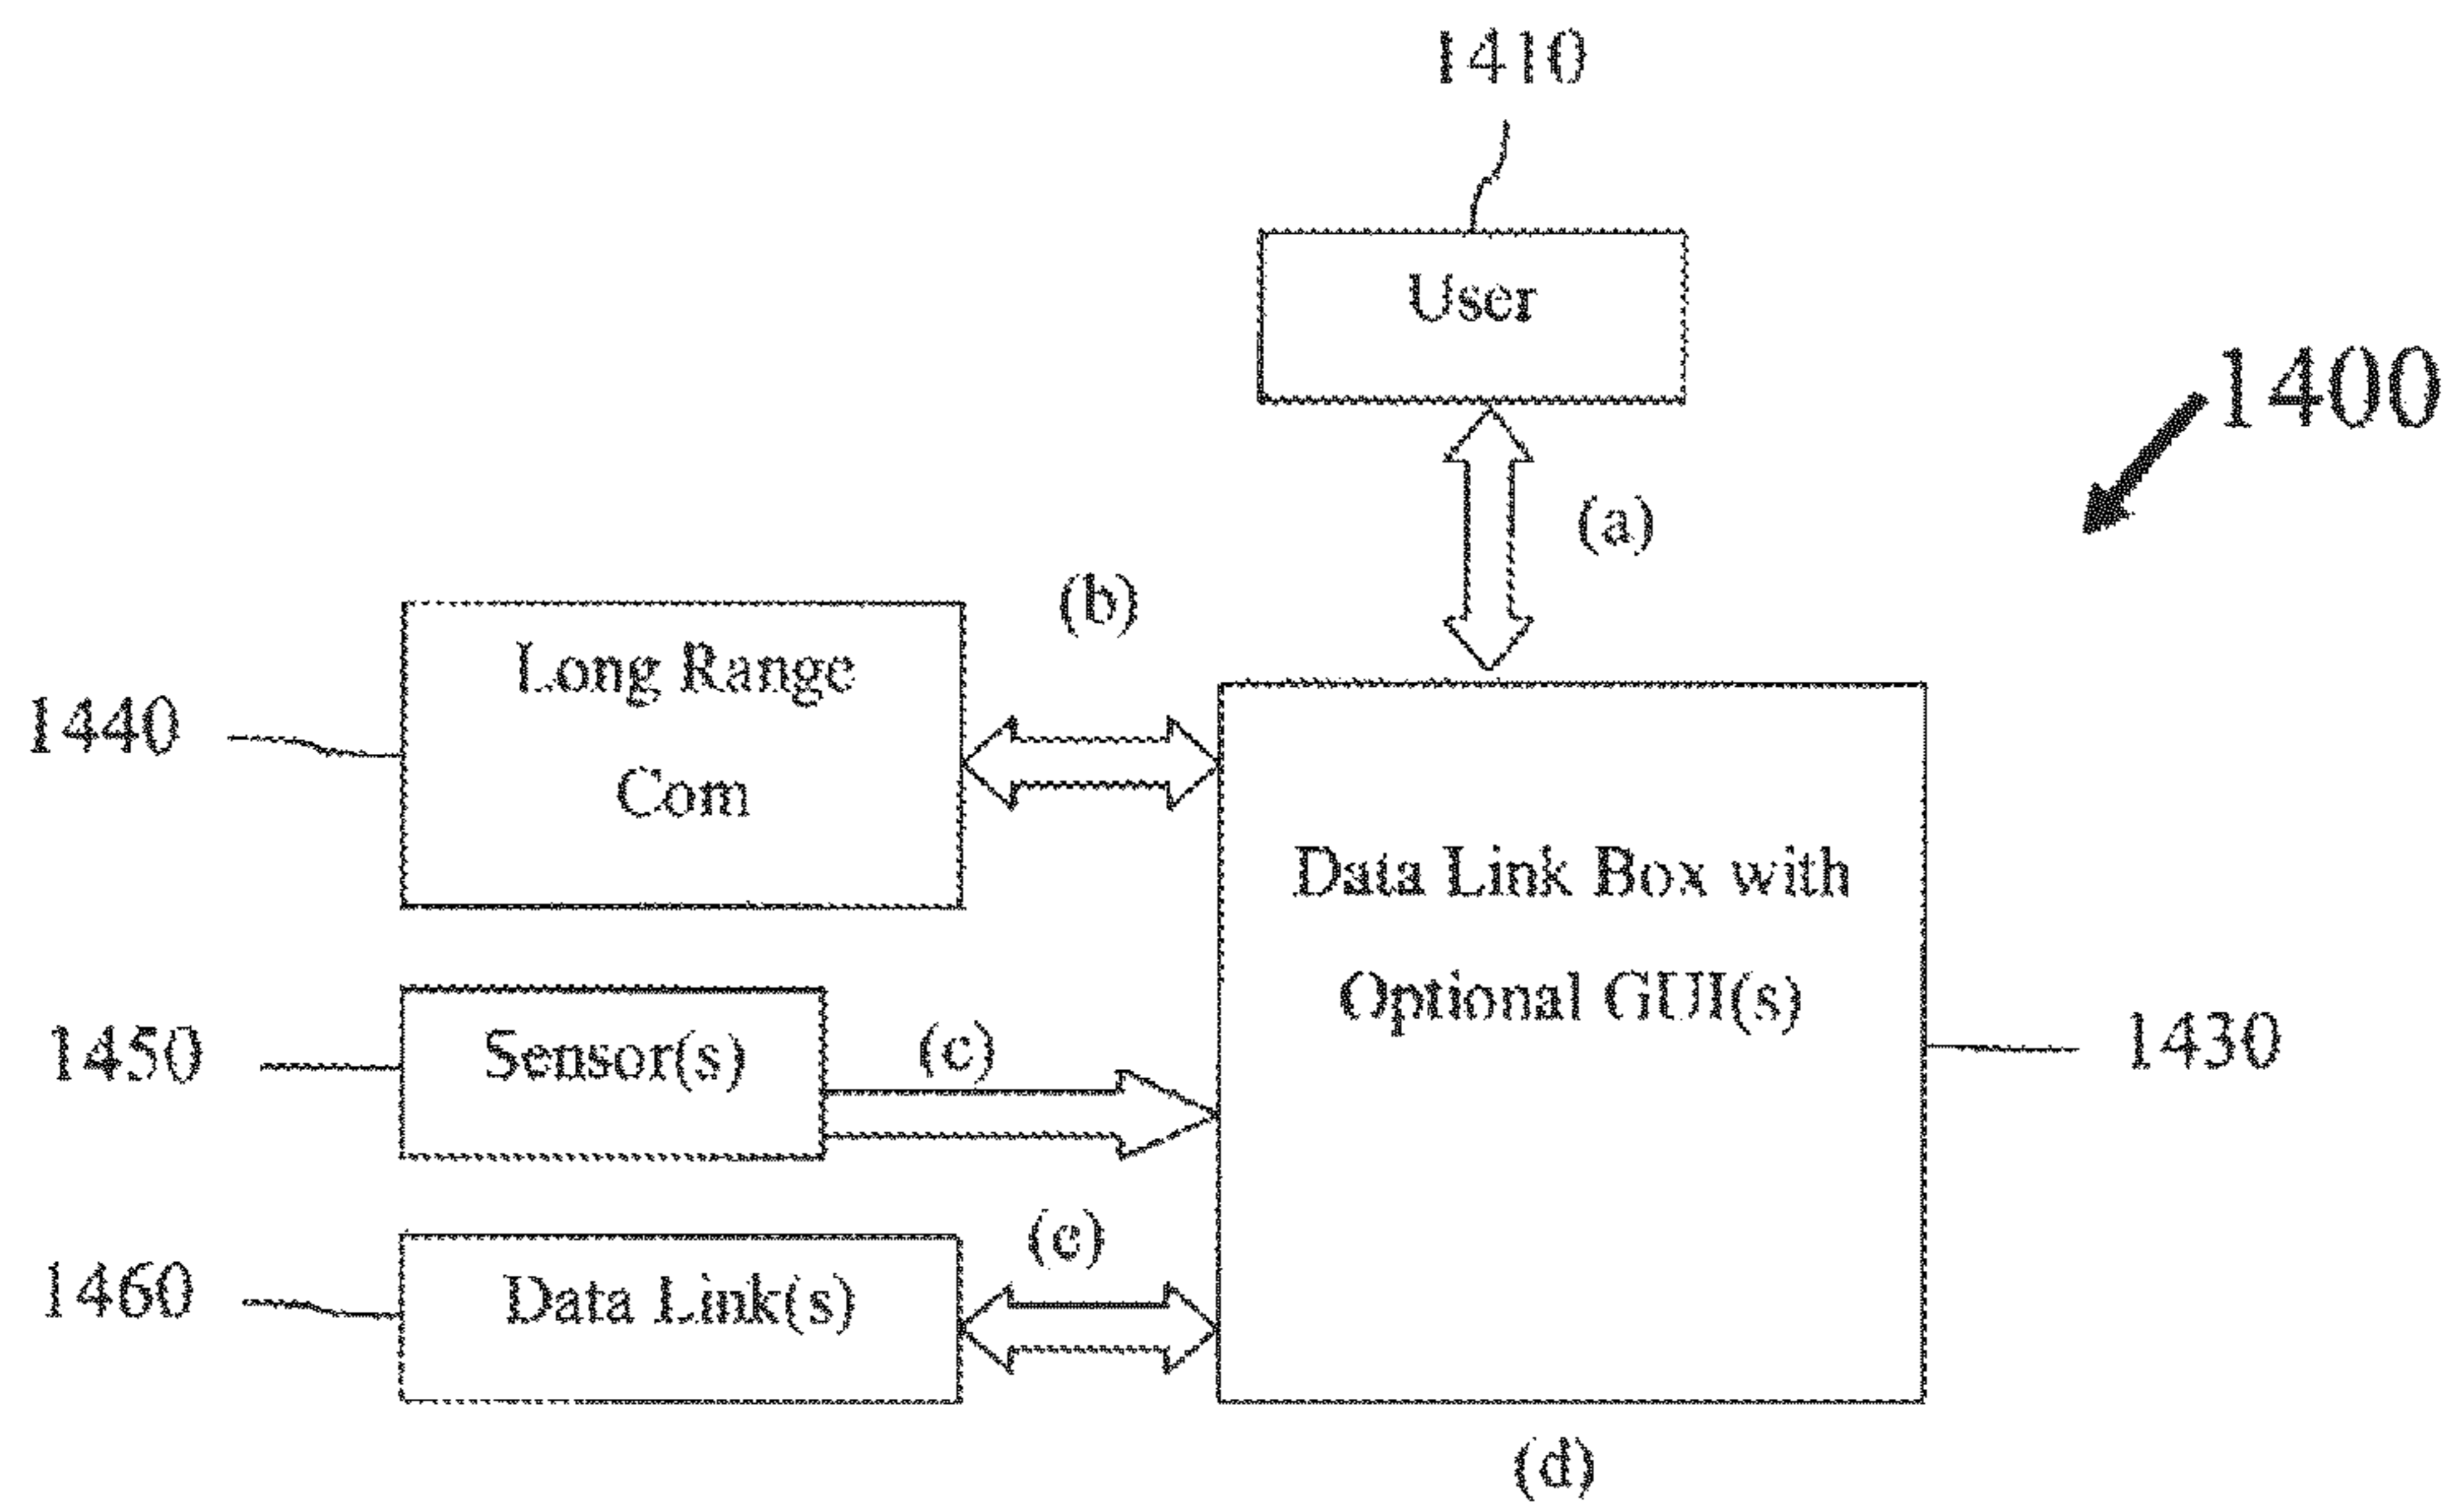 1410
User
1400
(a)
(b)
Long Range
Com
1440
Data Link Box with
Optional GUI(s)
1430
1450
Sensor(s)
(c)
1460
Data Link(s)
(e)
(d)